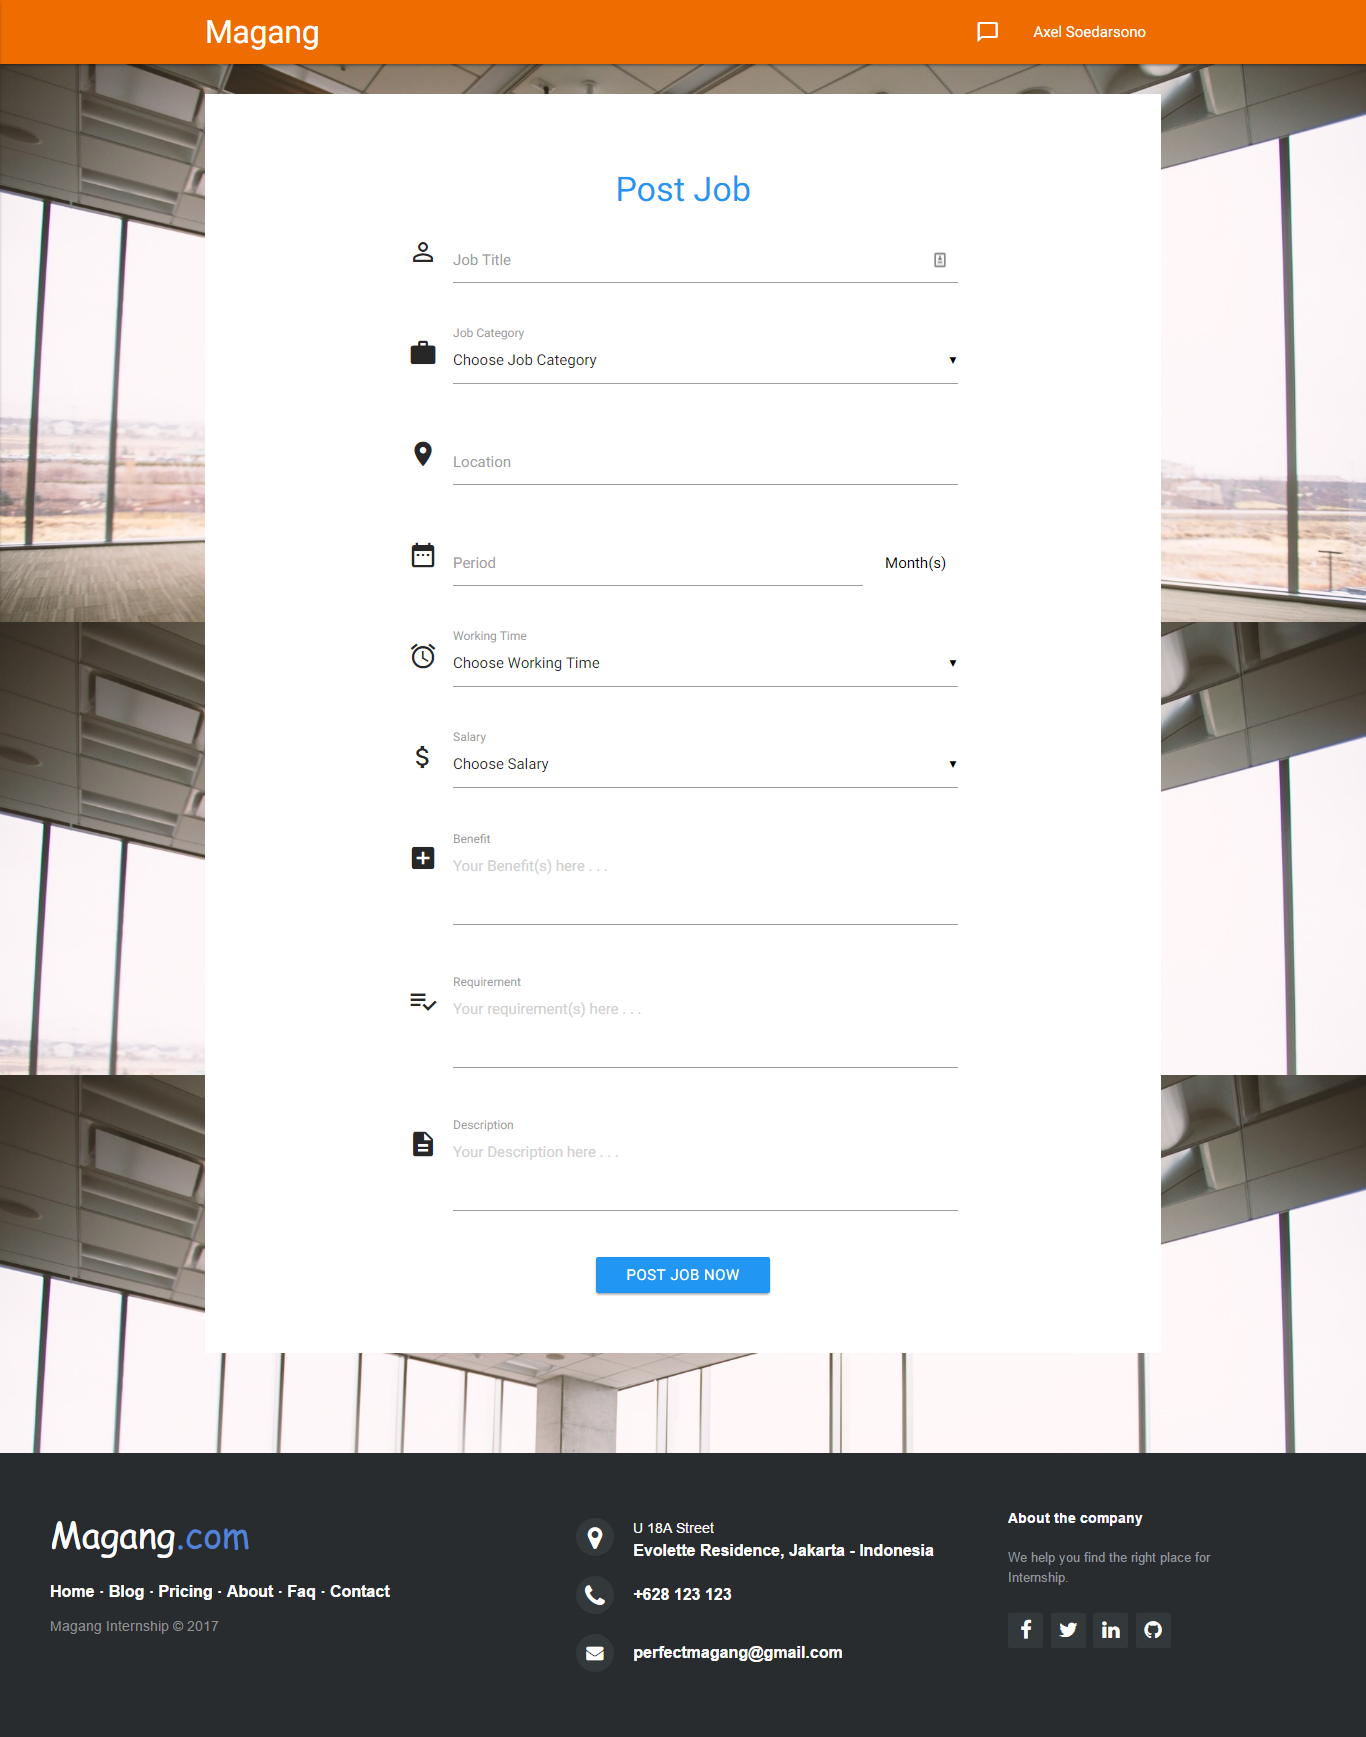 Magang
Axel Soedarsono
Post Job
Job Title
Job Category
Choose Job Category
Location
Period
Month(s)
Working Time
Choose Working Time
Salary
Choose Salary
Benefit
Your Benefit(s) here . . .
Requirement
Your requirement(s) here . . .
Description
Your Description here . . .
POST JOB NOW
Magang.com
Home · Blog · Pricing · About · Faq · Contact
Magang Internship © 2017
U 18A Street
Evolette Residence, Jakarta - Indonesia
+628 123 123
perfectmagang@gmail.com
About the company
We help you find the right place for
Internship.